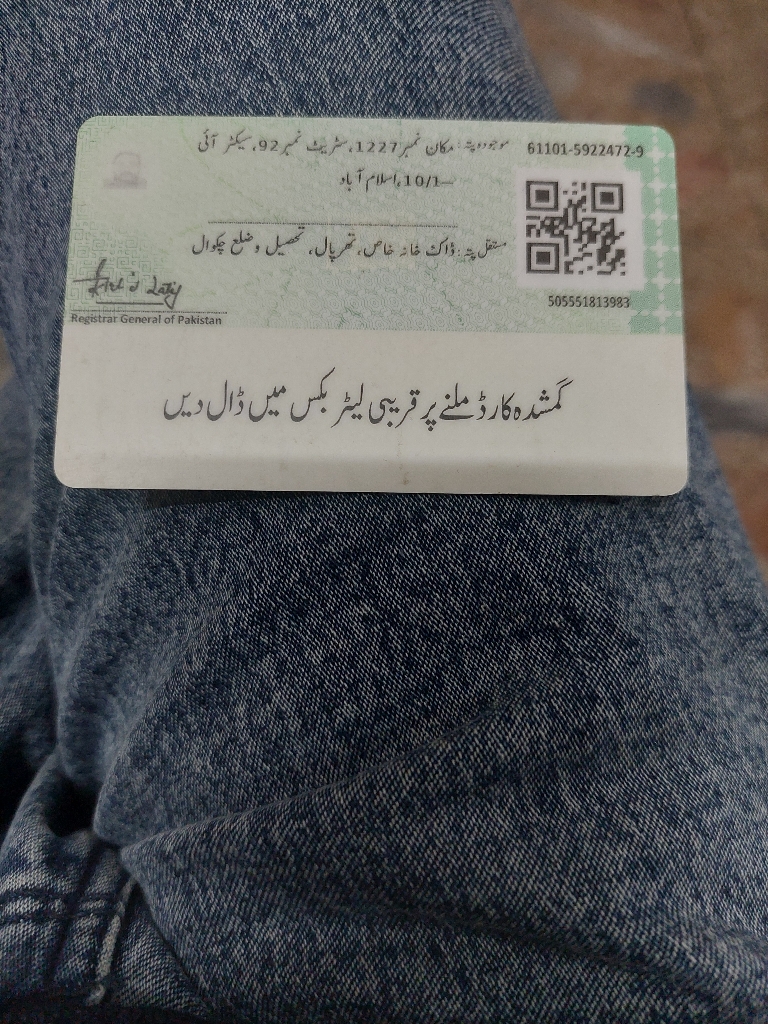 موجودہ پتہ: مکان نمبر 1227، سٹریٹ نمبر 92، سیکٹر آئی
–10/1، اسلام آباد
61101-5922472-9
مستقل پتہ: ڈاک خانہ خاص، تھرپال، تحصیل و ضلع چکوال
505551813983
Registrar General of Pakistan
گمشدہ کارڈ ملنے پر قریبی لیٹر بکس میں ڈال دیں